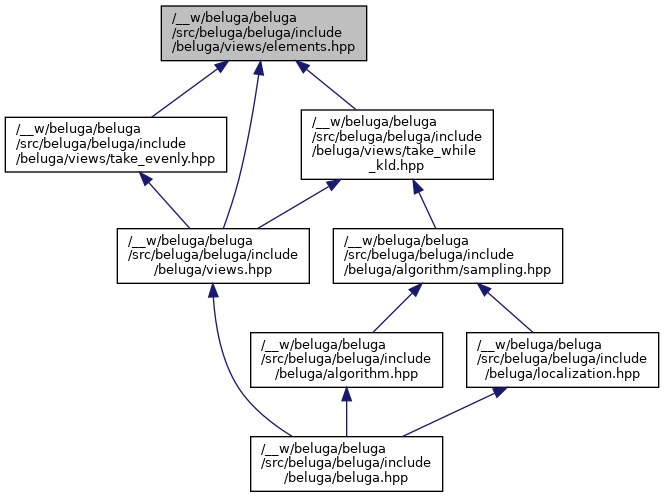 /__w/beluga/beluga
/src/beluga/beluga/include
/beluga/views/elements.hpp
/__w/beluga/beluga
/src/beluga/beluga/include
/beluga/views/take_evenly.hpp
/__w/beluga/beluga
/src/beluga/beluga/include
/beluga/views/take_while
_kld.hpp
/__w/beluga/beluga
/src/beluga/beluga/include
/beluga/views.hpp
/__w/beluga/beluga
/src/beluga/beluga/include
/beluga/algorithm/sampling.hpp
/__w/beluga/beluga
/src/beluga/beluga/include
/beluga/algorithm.hpp
/__w/beluga/beluga
/src/beluga/beluga/include
/beluga/localization.hpp
/__w/beluga/beluga
/src/beluga/beluga/include
/beluga/beluga.hpp